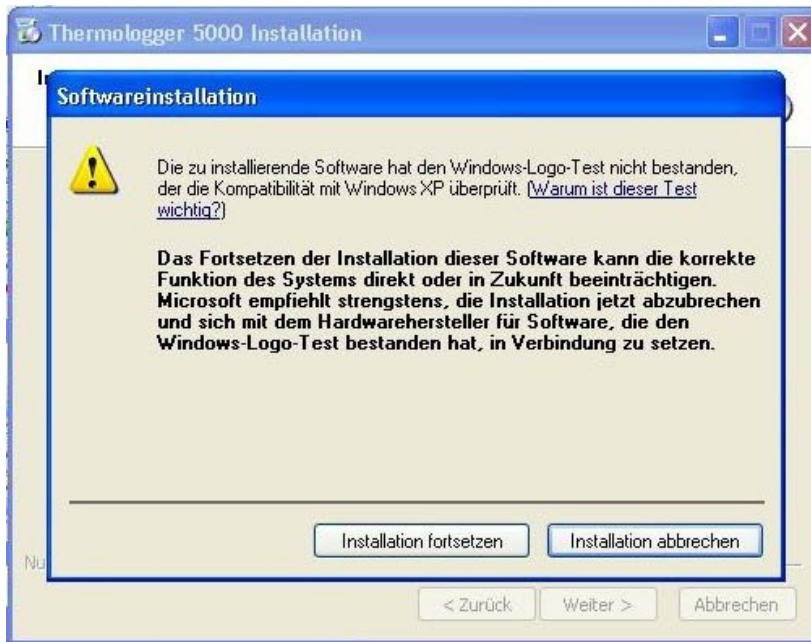 Thermologger 5000 Installation
Softwareinstallation
Die zu installierende Software hat den Windows-Logo-Test nicht bestanden,
der die Kompatibilität mit Windows XP überprüft. (Warum ist dieser Test
wichtig?)
Das Fortsetzen der Installation dieser Software kann die korrekte
Funktion des Systems direkt oder in Zukunft beeinträchtigen.
Microsoft empfiehlt strengstens, die Installation jetzt abzubrechen
und sich mit dem Hardwarehersteller für Software, die den
Windows-Logo-Test bestanden hat, in Verbindung zu setzen.
Installation fortsetzen Installation abbrechen
< Zurück Weiter > Abbrechen